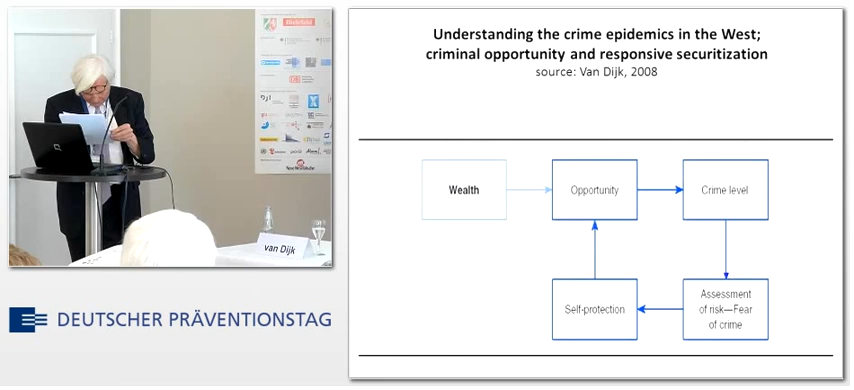 Understanding the crime epidemics in the West;
criminal opportunity and responsive securitization
source: Van Dijk, 2008
Wealth
Opportunity
Crime level
Self-protection
Assessment
of risk—Fear
of crime
van Dijk
DEUTSCHER PRÄVENTIONSTAG